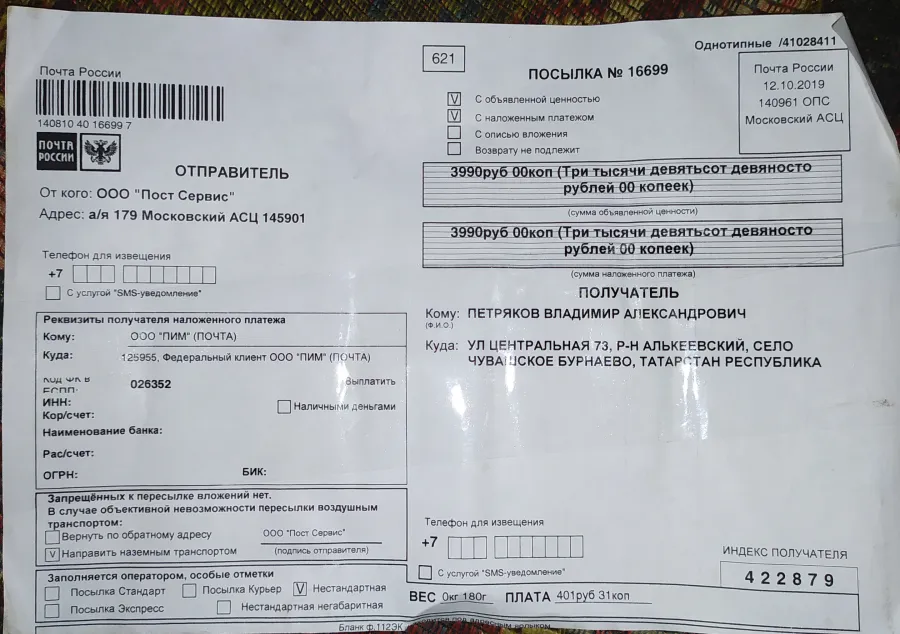 Почта России
140810 40 16699 7
ПОЧТА
РОССИИ
ОТПРАВИТЕЛЬ
От кого: ООО "Пост Сервис"
Адрес: а/я 179 Московский АСЦ 145901
Телефон для извещения
+7
С услугой "SMS-уведомление"
Реквизиты получателя наложенного платежа
Кому: ООО "ПИМ" (ПОЧТА)
Куда: 125955, Федеральный клиент ООО "ПИМ" (ПОЧТА)
026352 Выплатить
ИНН:
Наличными деньгами
Кор/счет:
Наименование банка:
Рас/счет:
ОГРН: БИК:
Запрещённых к пересылке вложений нет.
В случае объективной невозможности пересылки воздушным
транспортом:
Вернуть по обратному адресу ООО "Пост Сервис"
V Направить наземным транспортом (подпись отправителя)
Заполняется оператором, особые отметки
Посылка Стандарт Посылка Курьер V Нестандартная
Посылка Экспресс Нестандартная негабаритная
621
Однотипные /41028411
ПОСЫЛКА № 16699
V С объявленной ценностью
V С наложенным платежом
С описью вложения
Возврату не подлежит
Почта России
12.10.2019
140961 ОПС
Московский АСЦ
3990руб 00коп (Три тысячи девятьсот девяносто
рублей 00 копеек)
(сумма объявленной ценности)
3990руб 00коп (Три тысячи девятьсот девяносто
рублей 00 копеек)
(сумма наложенного платежа)
ПОЛУЧАТЕЛЬ
Кому: ПЕТРЯКОВ ВЛАДИМИР АЛЕКСАНДРОВИЧ
(Ф.И.О.)
Куда: УЛ ЦЕНТРАЛЬНАЯ 73, Р-Н АЛЬКЕЕВСКИЙ, СЕЛО
ЧУВАШСКОЕ БУРНАЕВО, ТАТАРСТАН РЕСПУБЛИКА
Телефон для извещения
+7
С услугой "SMS-уведомление"
ИНДЕКС ПОЛУЧАТЕЛЯ
422879
ВЕС 0кг 180г ПЛАТА 401руб 31коп
Бланк ф.112ЭК